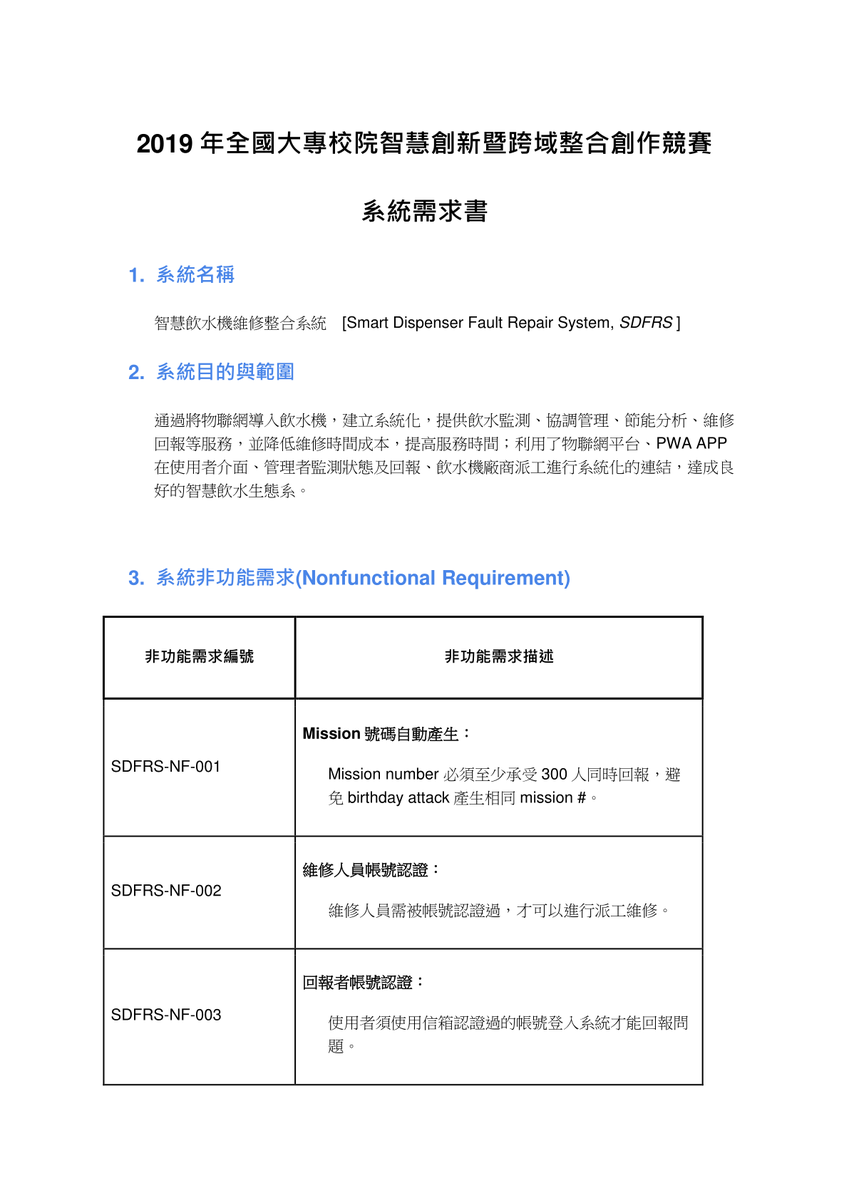 2019 年全國大專校院智慧創新暨跨域整合創作競賽
系統需求書
1. 系統名稱
智慧飲水機維修整合系統 [Smart Dispenser Fault Repair System, SDFRS ]
2. 系統目的與範圍
通過將物聯網導入飲水機，建立系統化，提供飲水監測、協調管理、節能分析、維修
回報等服務，並降低維修時間成本，提高服務時間；利用了物聯網平台、PWA APP
在使用者介面、管理者監測狀態及回報、飲水機廠商派工進行系統化的連結，達成良
好的智慧飲水生態系。
3. 系統非功能需求(Nonfunctional Requirement)
非功能需求編號 非功能需求描述
Mission 號碼自動產生：
SDFRS-NF-001
Mission number 必須至少承受 300 人同時回報，避
免 birthday attack 產生相同 mission #。
維修人員帳號認證：
SDFRS-NF-002
維修人員需被帳號認證過，才可以進行派工維修。
回報者帳號認證：
SDFRS-NF-003
使用者須使用信箱認證過的帳號登入系統才能回報問
題。